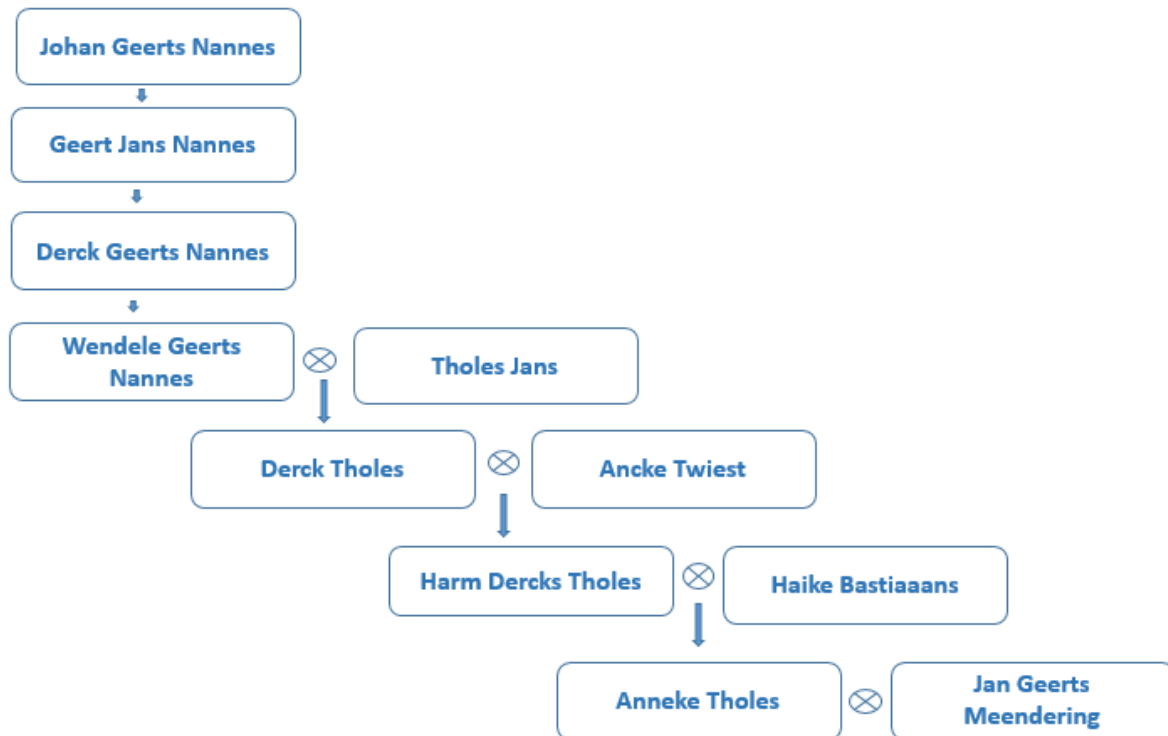 Johan Geerts Nannes
Geert Jans Nannes
Derck Geerts Nannes
Wendele Geerts
Nannes
Tholes Jans
Derck Tholes
Ancke Twiest
Harm Dercks Tholes
Haike Bastiaaans
Anneke Tholes
Jan Geerts
Meendering